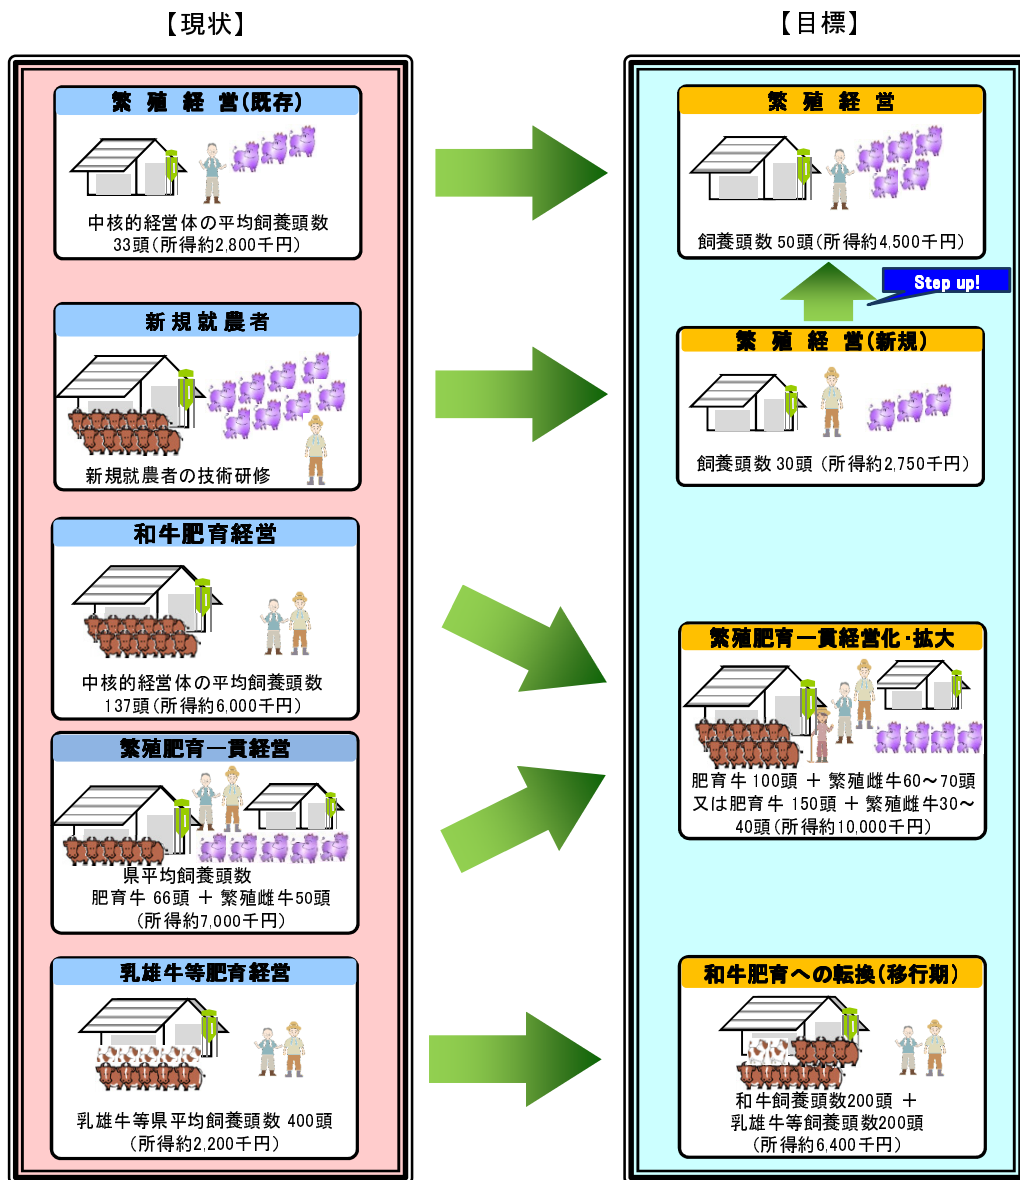 【現状】
繁殖経営(既存)
中核的経営体の平均飼養頭数
33頭(所得約2,800千円)
新規就農者
新規就農者の技術研修
和牛肥育経営
中核的経営体の平均飼養頭数
137頭(所得約6,000千円)
繁殖肥育一貫経営
県平均飼養頭数
肥育牛 66頭 ＋ 繁殖雌牛50頭
(所得約7,000千円)
乳雄牛等肥育経営
乳雄牛等県平均飼養頭数 400頭
(所得約2,200千円)
【目標】
繁殖経営
飼養頭数 50頭(所得約4,500千円)
Step up!
繁殖経営(新規)
飼養頭数 30頭 (所得約2,750千円)
繁殖肥育一貫経営化・拡大
肥育牛 100頭 ＋ 繁殖雌牛60～70頭
又は肥育牛 150頭 ＋ 繁殖雌牛30～
40頭(所得約10,000千円)
和牛肥育への転換(移行期)
和牛飼養頭数200頭 ＋
乳雄牛等飼養頭数200頭
(所得約6,400千円)